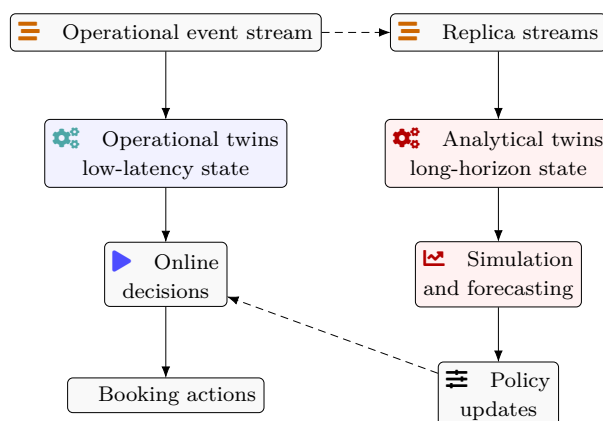 Operational event stream
Replica streams
Operational twins
low-latency state
Analytical twins
long-horizon state
Online
decisions
Simulation
and forecasting
Booking actions
Policy
updates